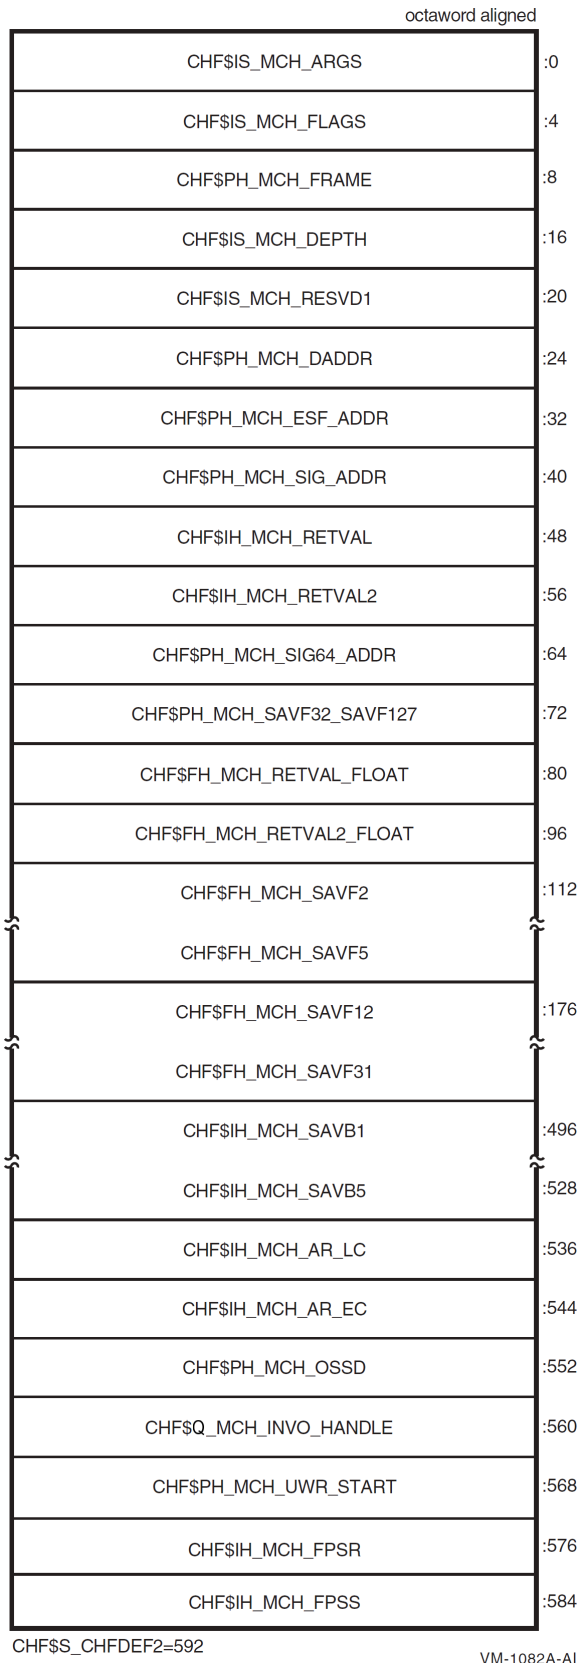 octaword aligned
CHF$IS_MCH_ARGS :0
CHF$IS_MCH_FLAGS :4
CHF$PH_MCH_FRAME :8
CHF$IS_MCH_DEPTH :16
CHF$IS_MCH_RESVD1 :20
CHF$PH_MCH_DADDR :24
CHF$PH_MCH_ESF_ADDR :32
CHF$PH_MCH_SIG_ADDR :40
CHF$IH_MCH_RETVAL :48
CHF$IH_MCH_RETVAL2 :56
CHF$PH_MCH_SIG64_ADDR :64
CHF$PH_MCH_SAVF32_SAVF127 :72
CHF$FH_MCH_RETVAL_FLOAT :80
CHF$FH_MCH_RETVAL2_FLOAT :96
CHF$FH_MCH_SAVF2 :112
CHF$FH_MCH_SAVF5
CHF$FH_MCH_SAVF12 :176
CHF$FH_MCH_SAVF31
CHF$IH_MCH_SAVB1 :496
CHF$IH_MCH_SAVB5 :528
CHF$IH_MCH_AR_LC :536
CHF$IH_MCH_AR_EC :544
CHF$PH_MCH_OSSD :552
CHF$Q_MCH_INVO_HANDLE :560
CHF$PH_MCH_UWR_START :568
CHF$IH_MCH_FPSR :576
CHF$IH_MCH_FPSS :584
CHF$S_CHFDEF2=592
VM-1082A-AI